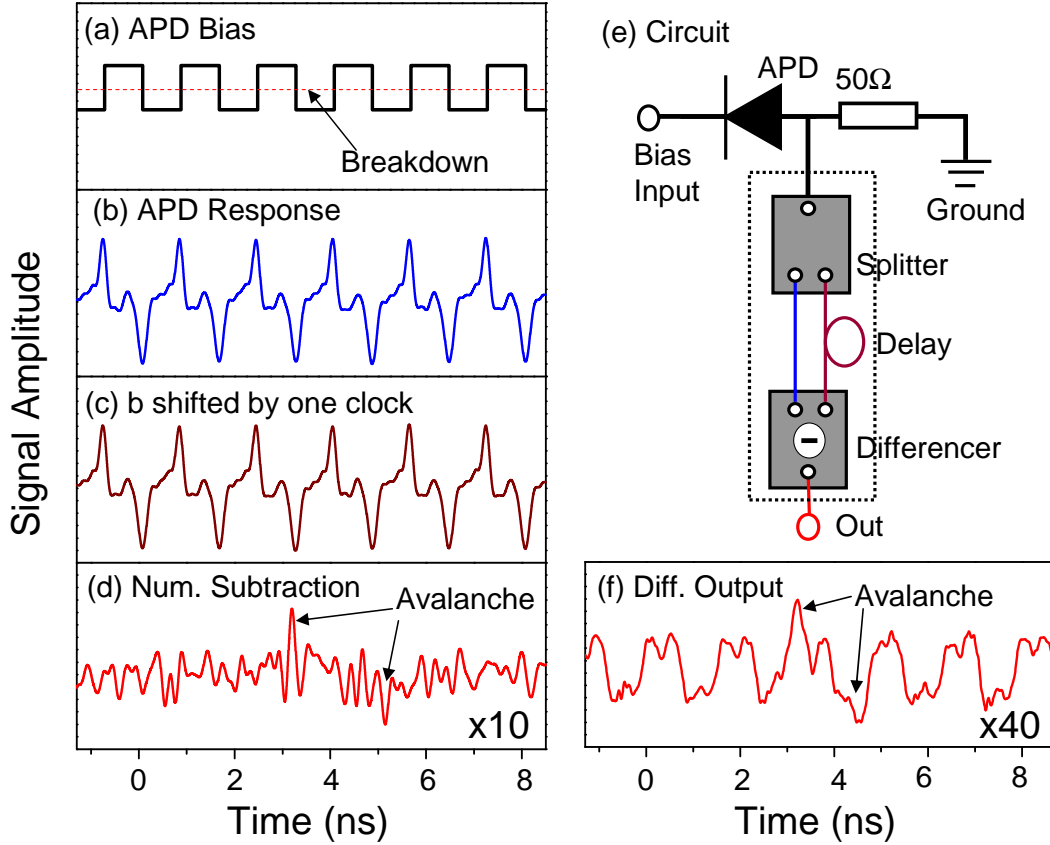 (a) APD Bias
Breakdown
(b) APD Response
(c) b shifted by one clock
(d) Num. Subtraction
Avalanche
x10
0
2
4
6
8
Time (ns)
Signal Amplitude
(e) Circuit
APD
50Ω
Bias
Input
Ground
Splitter
Delay
-
Differencer
Out
(f) Diff. Output
Avalanche
x40
0
2
4
6
8
Time (ns)